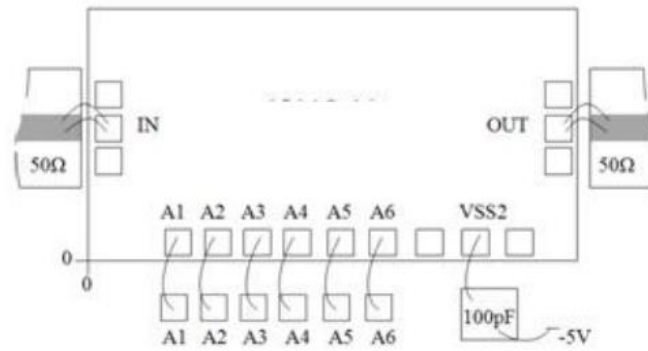 IN
OUT
50Ω
50Ω
A1 A2 A3 A4 A5 A6 VSS2
0
0
A1 A2 A3 A4 A5 A6
100pF
-5V